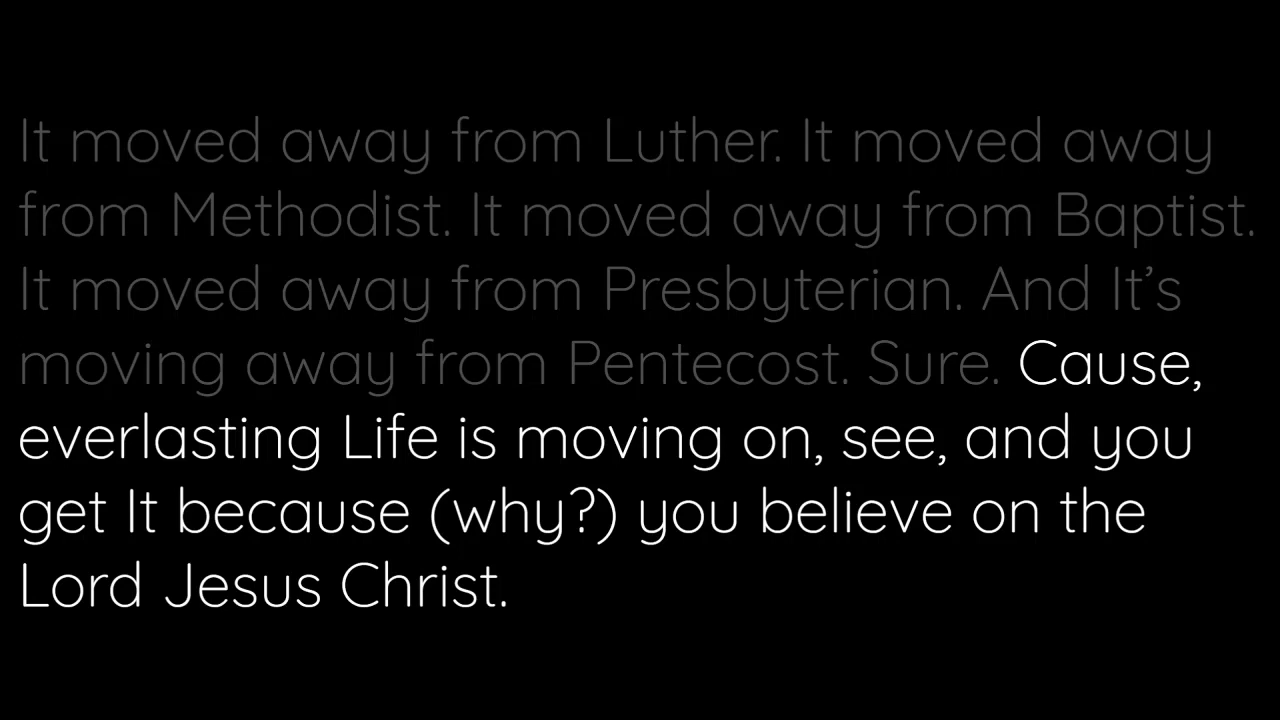 It moved away from Luther. It moved away
from Methodist. It moved away from Baptist.
It moved away from Presbyterian. And It’s
moving away from Pentecost. Sure. Cause,
everlasting Life is moving on, see, and you
get It because (why?) you believe on the
Lord Jesus Christ.